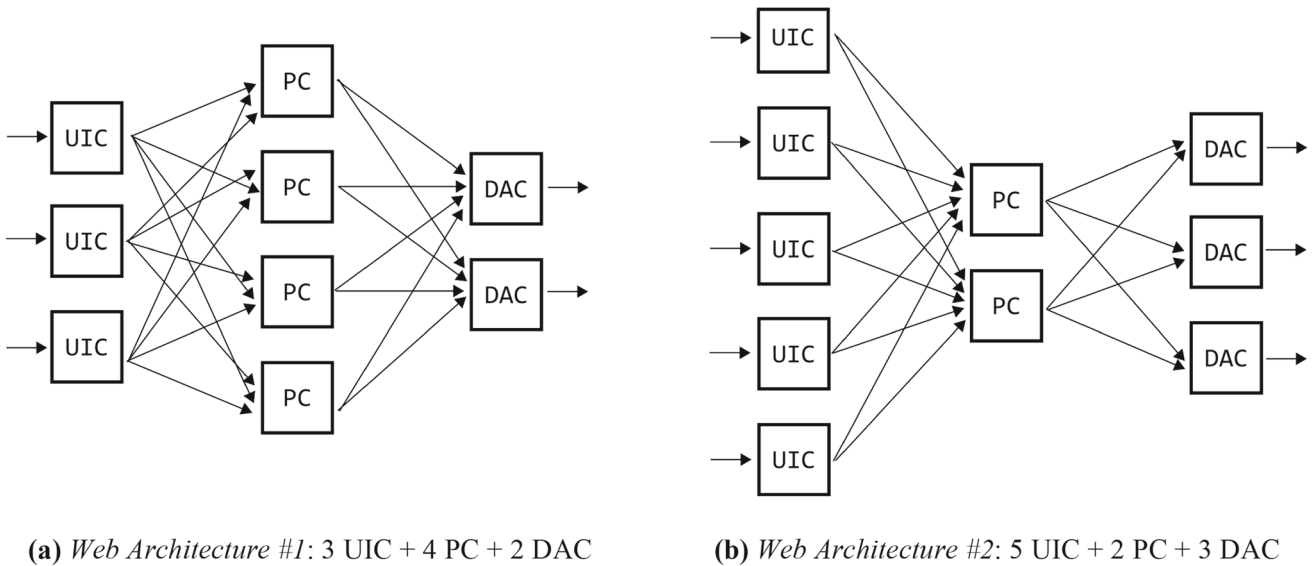 UIC
UIC
UIC
PC
PC
PC
PC
DAC
DAC
(a) Web Architecture #1: 3 UIC + 4 PC + 2 DAC
UIC
UIC
UIC
UIC
UIC
PC
PC
DAC
DAC
DAC
(b) Web Architecture #2: 5 UIC + 2 PC + 3 DAC